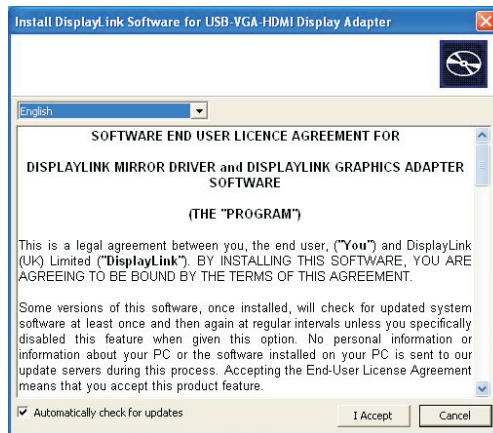 Install DisplayLink Software for USB-VGA-HDMI Display Adapter
English
SOFTWARE END USER LICENCE AGREEMENT FOR
DISPLAYLINK MIRROR DRIVER and DISPLAYLINK GRAPHICS ADAPTER
SOFTWARE
(THE "PROGRAM")
This is a legal agreement between you, the end user, ("You") and DisplayLink
(UK) Limited ("DisplayLink"). BY INSTALLING THIS SOFTWARE, YOU ARE
AGREEING TO BE BOUND BY THE TERMS OF THIS AGREEMENT.
Some versions of this software, once installed, will check for updated system
software at least once and then again at regular intervals unless you specifically
disabled this feature when given this option. No personal information or
information about your PC or the software installed on your PC is sent to our
update servers during this process. Accepting the End-User License Agreement
means that you accept this product feature.
Automatically check for updates
I Accept
Cancel